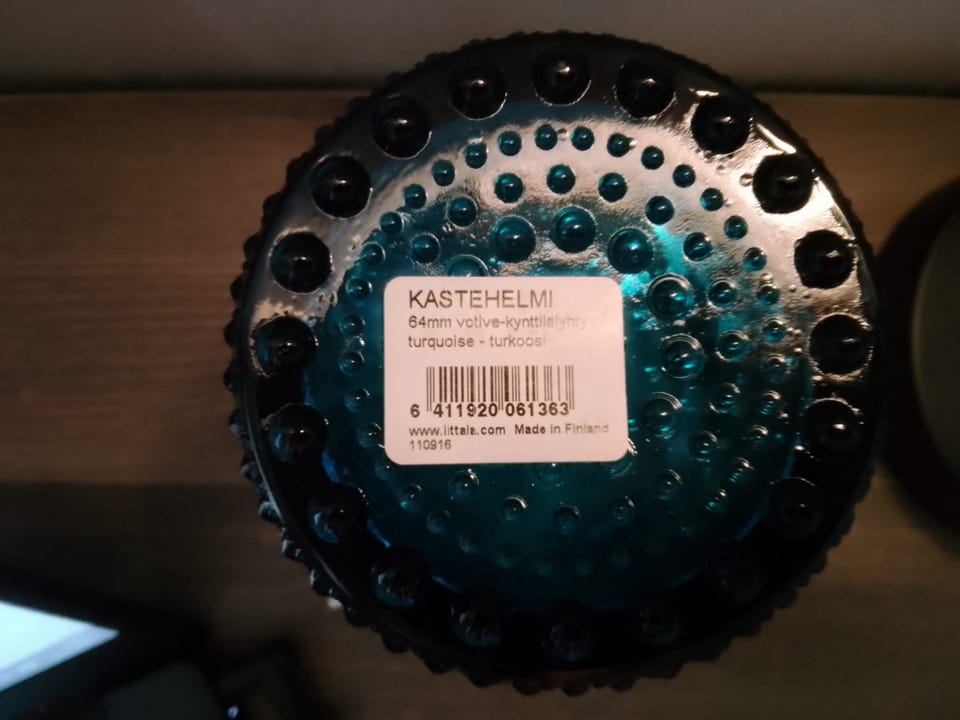 KASTEHELMI
64mm votive-kynttilälyhty
turquoise - turkoosi
6 411920 061363
www.iittala.com Made in Finland
110916